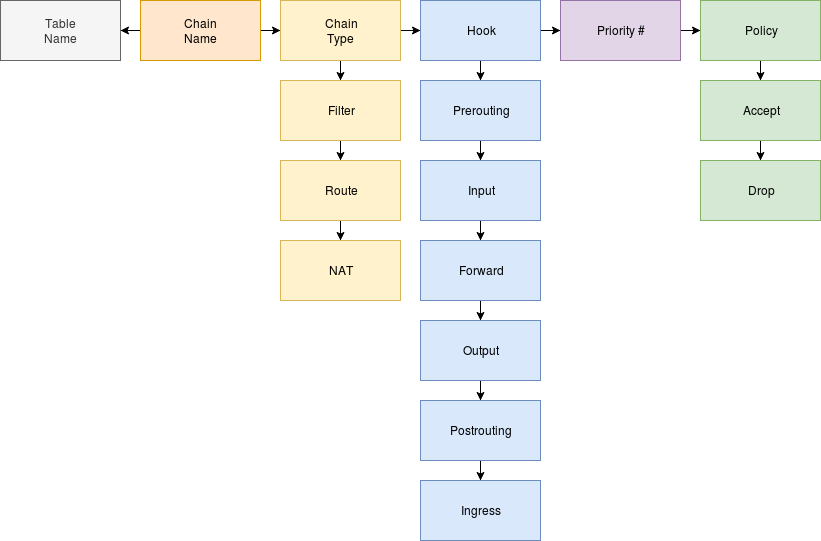 Table
Name
Chain
Name
Chain
Type
Hook
Priority #
Policy
Filter
Prerouting
Accept
Route
Input
Drop
NAT
Forward
Output
Postrouting
Ingress